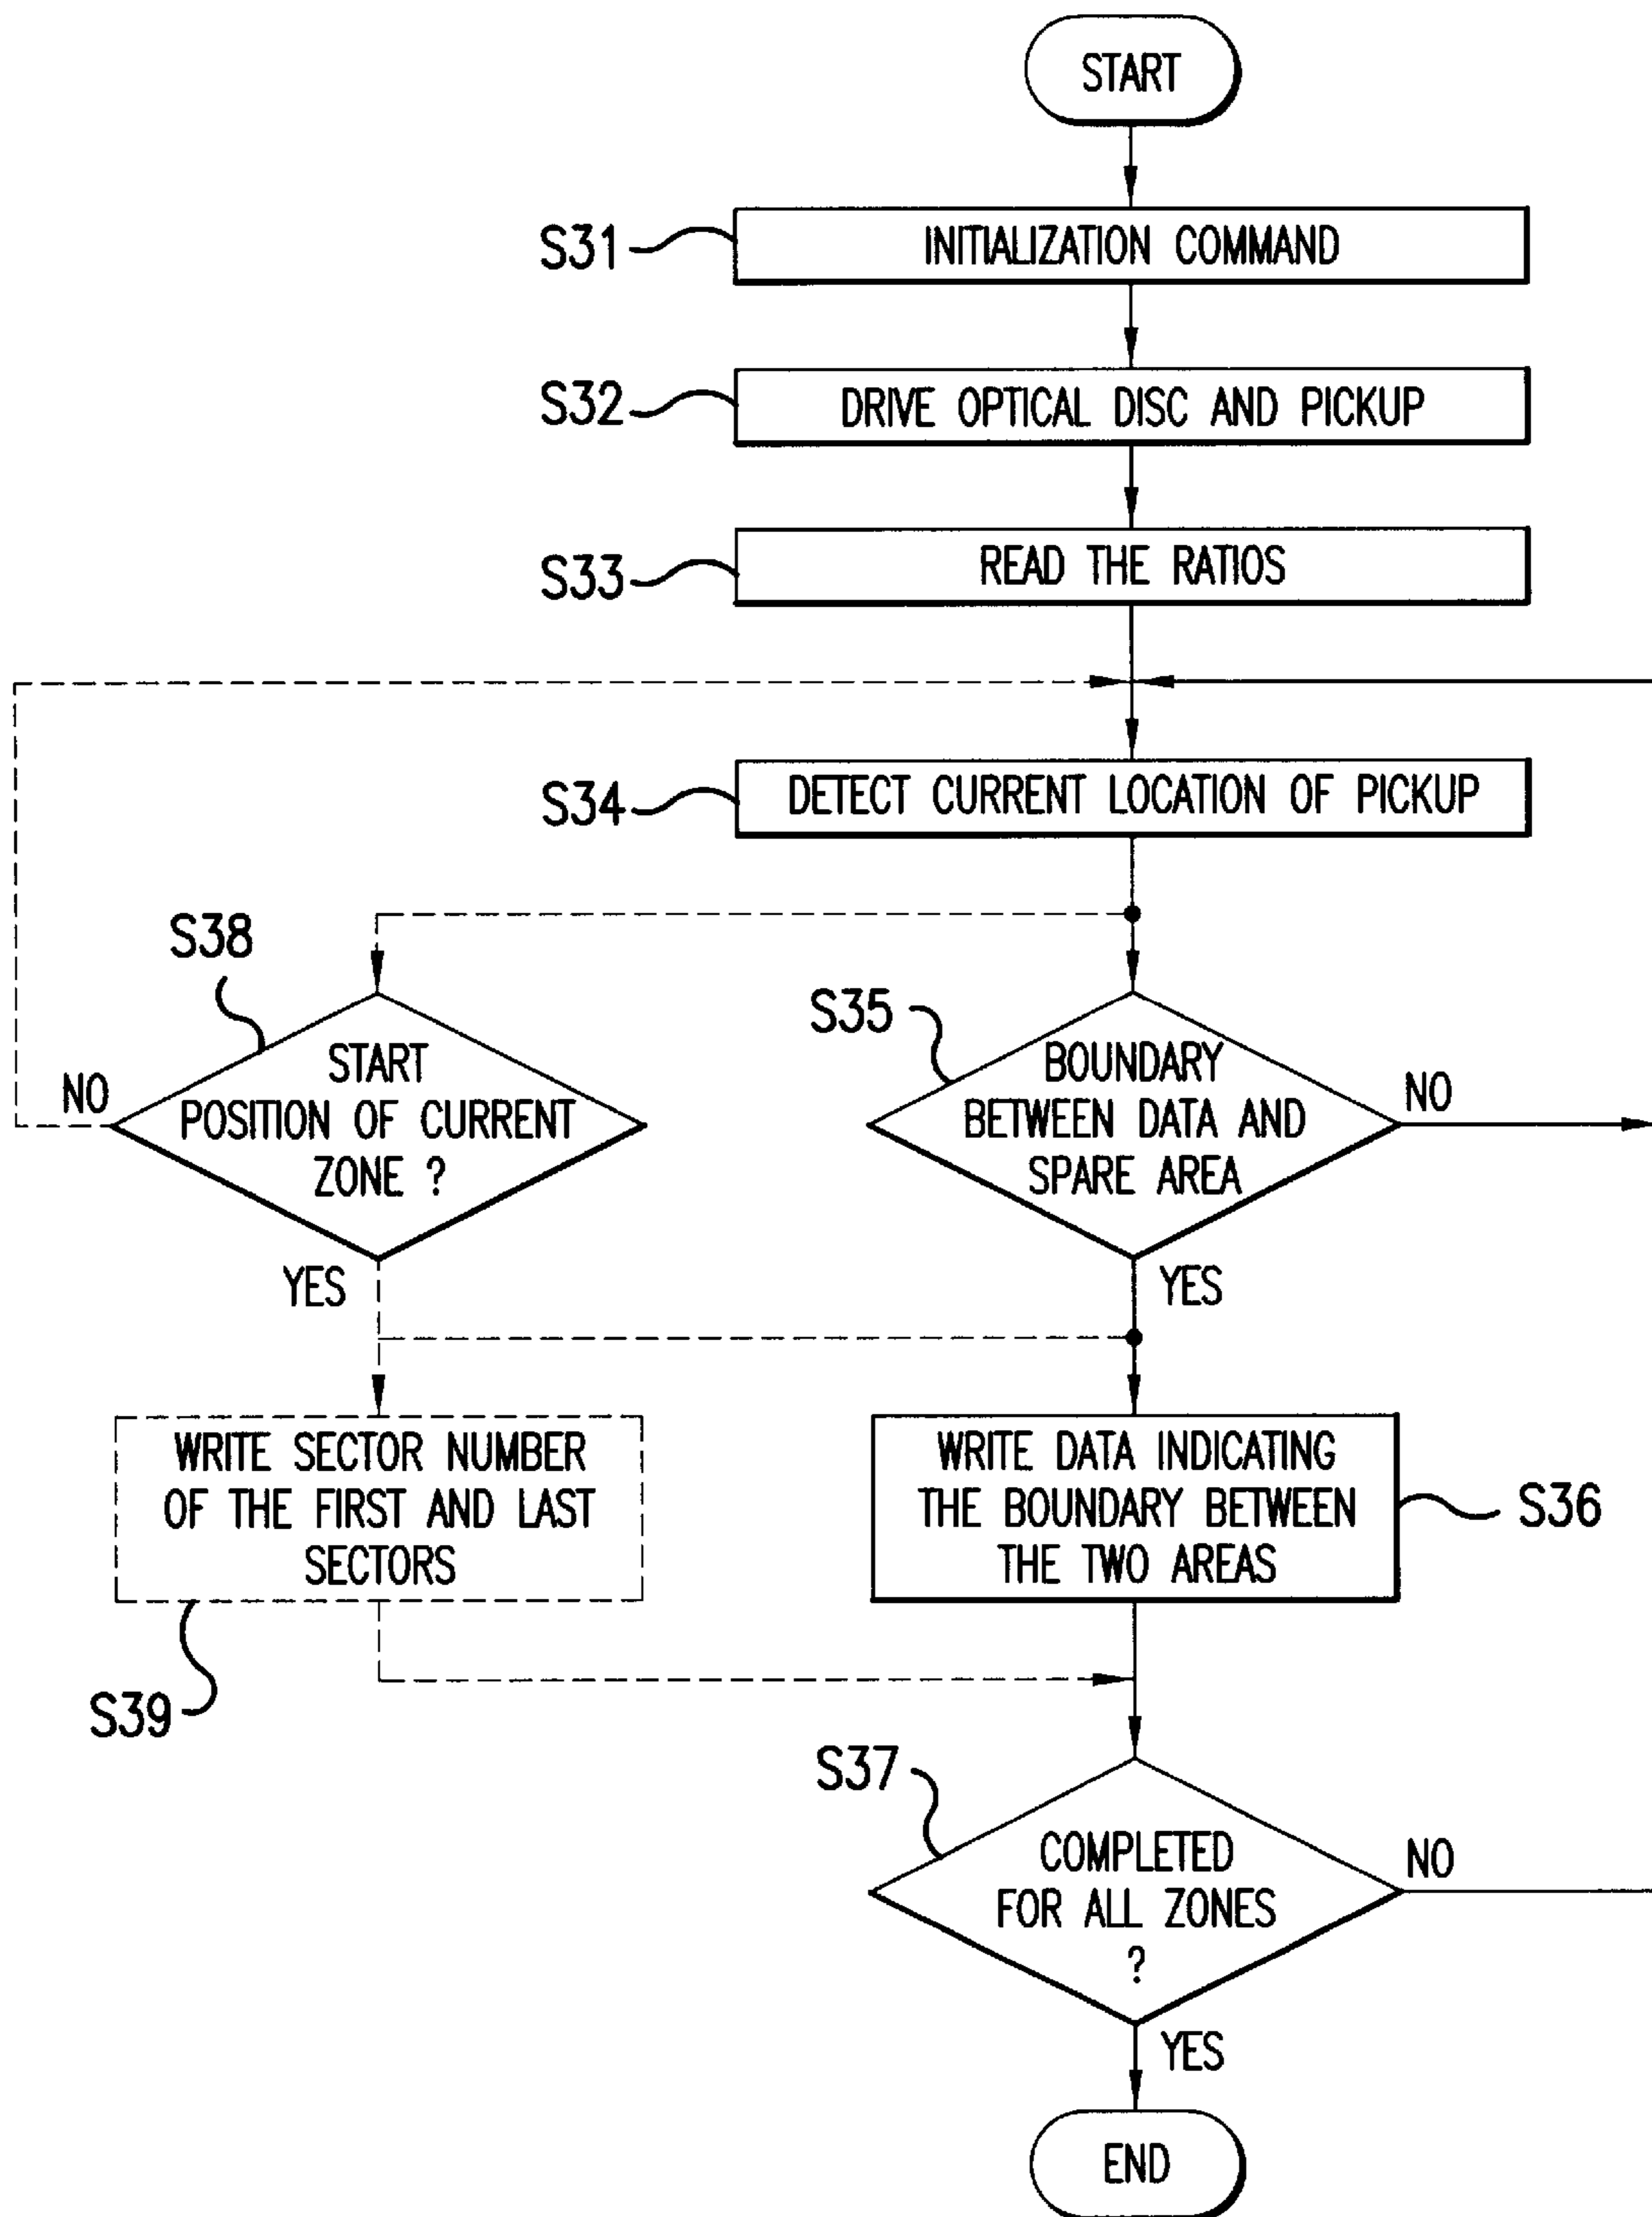 START
S31
INITIALIZATION COMMAND
S32
DRIVE OPTICAL DISC AND PICKUP
S33
READ THE RATIOS
S34
DETECT CURRENT LOCATION OF PICKUP
S38
START
POSITION OF CURRENT
ZONE ?
NO
YES
S35
BOUNDARY
BETWEEN DATA AND
SPARE AREA
NO
YES
WRITE SECTOR NUMBER
OF THE FIRST AND LAST
SECTORS
S39
WRITE DATA INDICATING
THE BOUNDARY BETWEEN
THE TWO AREAS
S36
S37
COMPLETED
FOR ALL ZONES
?
NO
YES
END